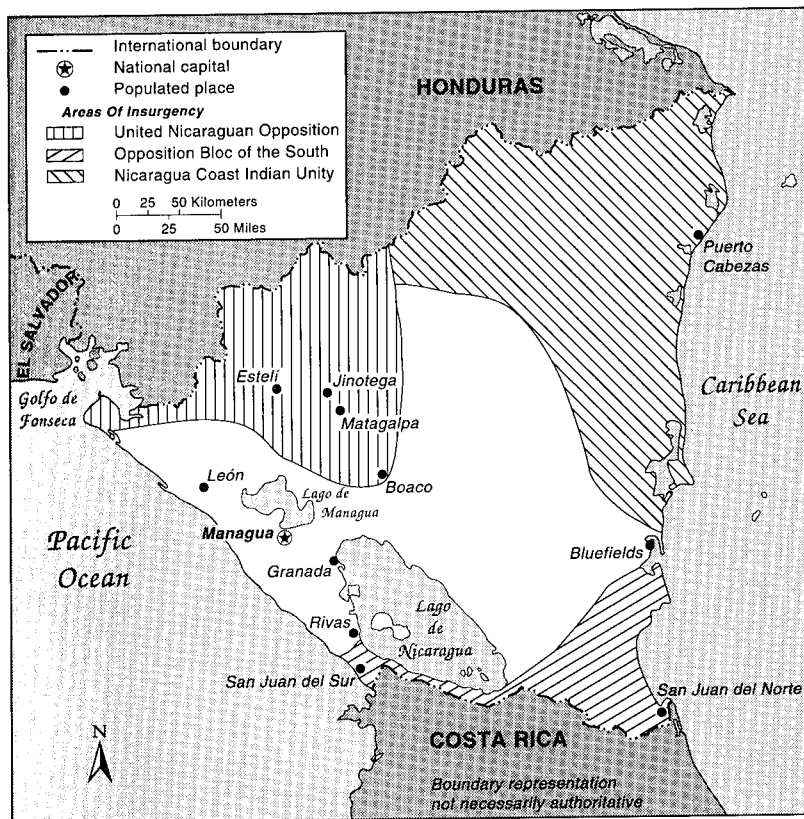 International boundary
National capital
Populated place
Areas Of Insurgency
United Nicaraguan Opposition
Opposition Bloc of the South
Nicaragua Coast Indian Unity
0 25 50 Kilometers
0 25 50 Miles
HONDURAS
EL SALVADOR
Golfo de
Fonseca
Puerto
Cabezas
Estelí
Jinotega
Matagalpa
Caribbean
Sea
León
Lago de
Managua
Boaco
Managua
Pacific
Ocean
Granada
Bluefields
Lago
de
Nicaragua
Rivas
San Juan del Sur
San Juan del Norte
N
COSTA RICA
Boundary representation
not necessarily authoritative